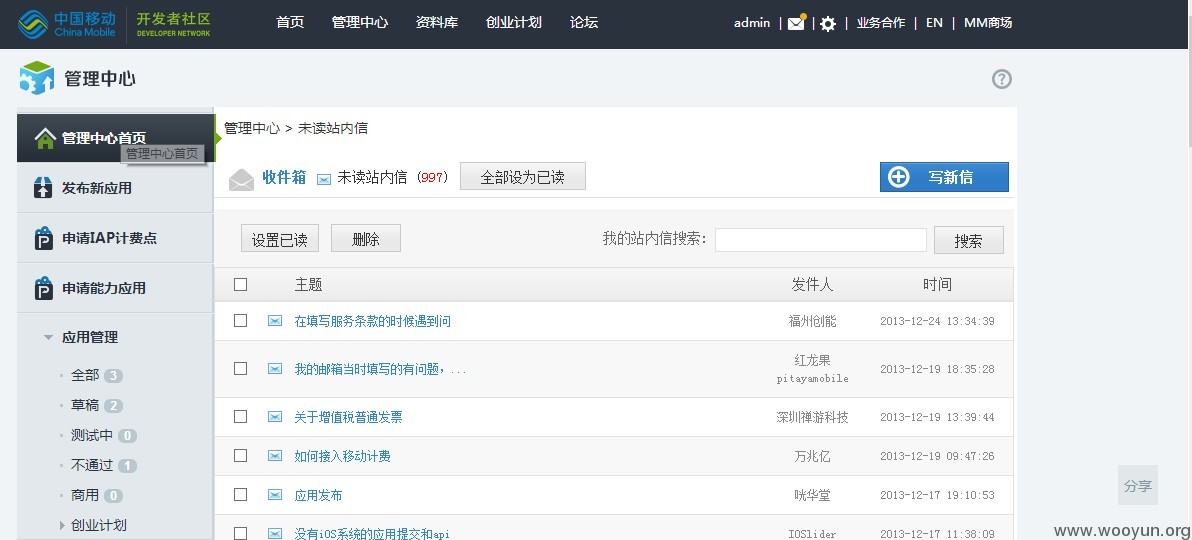 中国移动
China Mobile
开发者社区
DEVELOPER NETWORK
首页 管理中心 资料库 创业计划 论坛
admin | | 业务合作 | EN | MM商场
管理中心
管理中心首页
管理中心首页
发布新应用
申请IAP计费点
申请能力应用
应用管理
全部 3
草稿 2
测试中 0
不通过 1
商用 0
创业计划
管理中心 > 未读站内信
收件箱 未读站内信 (997) 全部设为已读 写新信
设置已读 删除 我的站内信搜索: 搜索
主题 发件人 时间
在填写服务条款的时候遇到问 福州创能 2013-12-24 13:34:39
我的邮箱当时填写的有问题，... 红龙果 pitayamobile 2013-12-19 18:35:28
关于增值税普通发票 深圳禅游科技 2013-12-19 13:39:44
如何接入移动计费 万兆亿 2013-12-19 09:47:26
应用发布 咣华堂 2013-12-17 19:10:53
没有iOS系统的应用提交和api IOSlider 2013-12-17 11:38:09
分享
www.wooyun.org